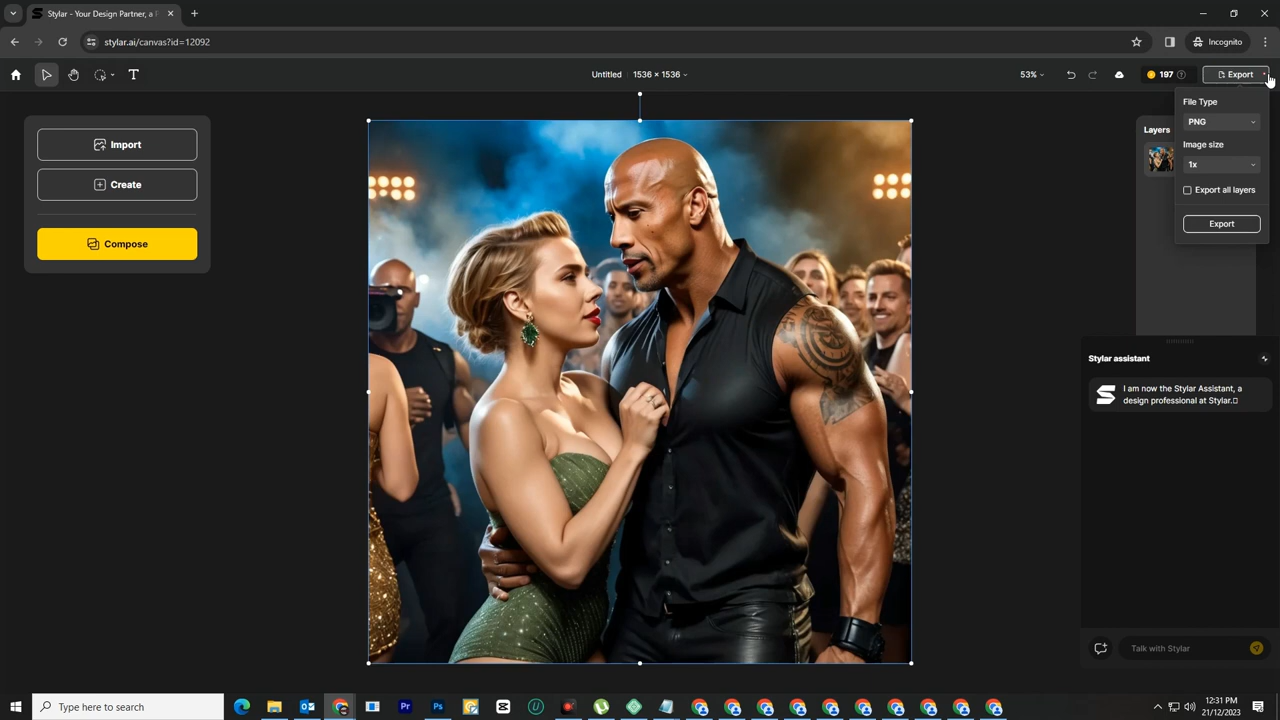 Stylar - Your Design Partner, a F
stylar.ai/canvas?id=12092
Incognito
T
Untitled 1536 × 1536
53%
197
Export
Import
Create
Compose
File Type
PNG
Image size
1x
Export all layers
Export
Layers
Stylar assistant
I am now the Stylar Assistant, a
design professional at Stylar.
Talk with Stylar
Type here to search
Pr
Ps
12:31 PM
21/12/2023